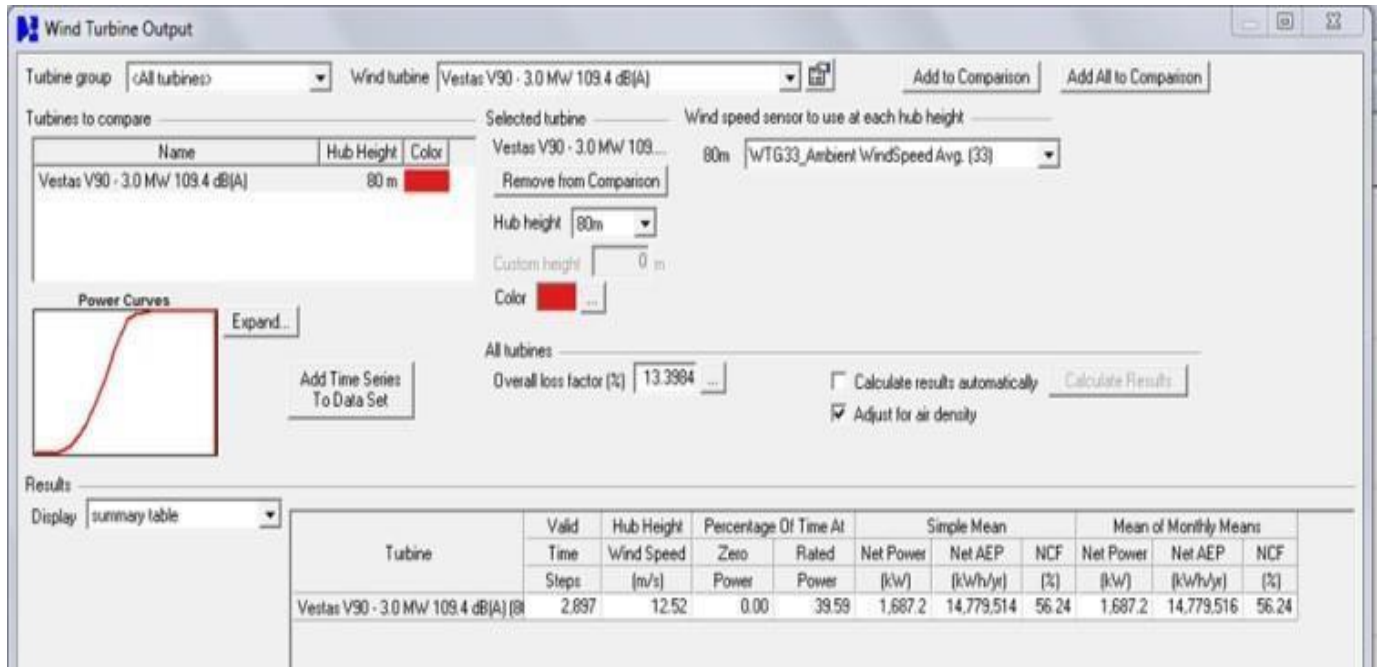 Wind Turbine Output
Turbine group <All turbines> Wind turbine Vestas V90 - 3.0 MW 109.4 dB(A) Add to Comparison Add All to Comparison
Turbines to compare
Name Hub Height Color
Vestas V90 - 3.0 MW 109.4 dB(A) 80 m
Selected turbine
Vestas V90 - 3.0 MW 109....
Remove from Comparison
Hub height 80m
Custom height 0 m
Color ...
Wind speed sensor to use at each hub height
80m WTG33_Ambient WindSpeed Avg. (33)
Power Curves
Expand...
Add Time Series
To Data Set
All turbines
Overall loss factor (%) 13.3984 ...
Calculate results automatically Calculate Results
Adjust for air density
Results
Display summary table
Turbine Valid Hub Height Percentage Of Time At Simple Mean Mean of Monthly Means
Time Wind Speed Zero Rated Net Power Net AEP NCF Net Power Net AEP NCF
Steps (m/s) Power Power (kW) (kWh/yr) (%) (kW) (kWh/yr) (%)
Vestas V90 - 3.0 MW 109.4 dB(A) (8 2,897 12.52 0.00 39.59 1,687.2 14,779,514 56.24 1,687.2 14,779,516 56.24